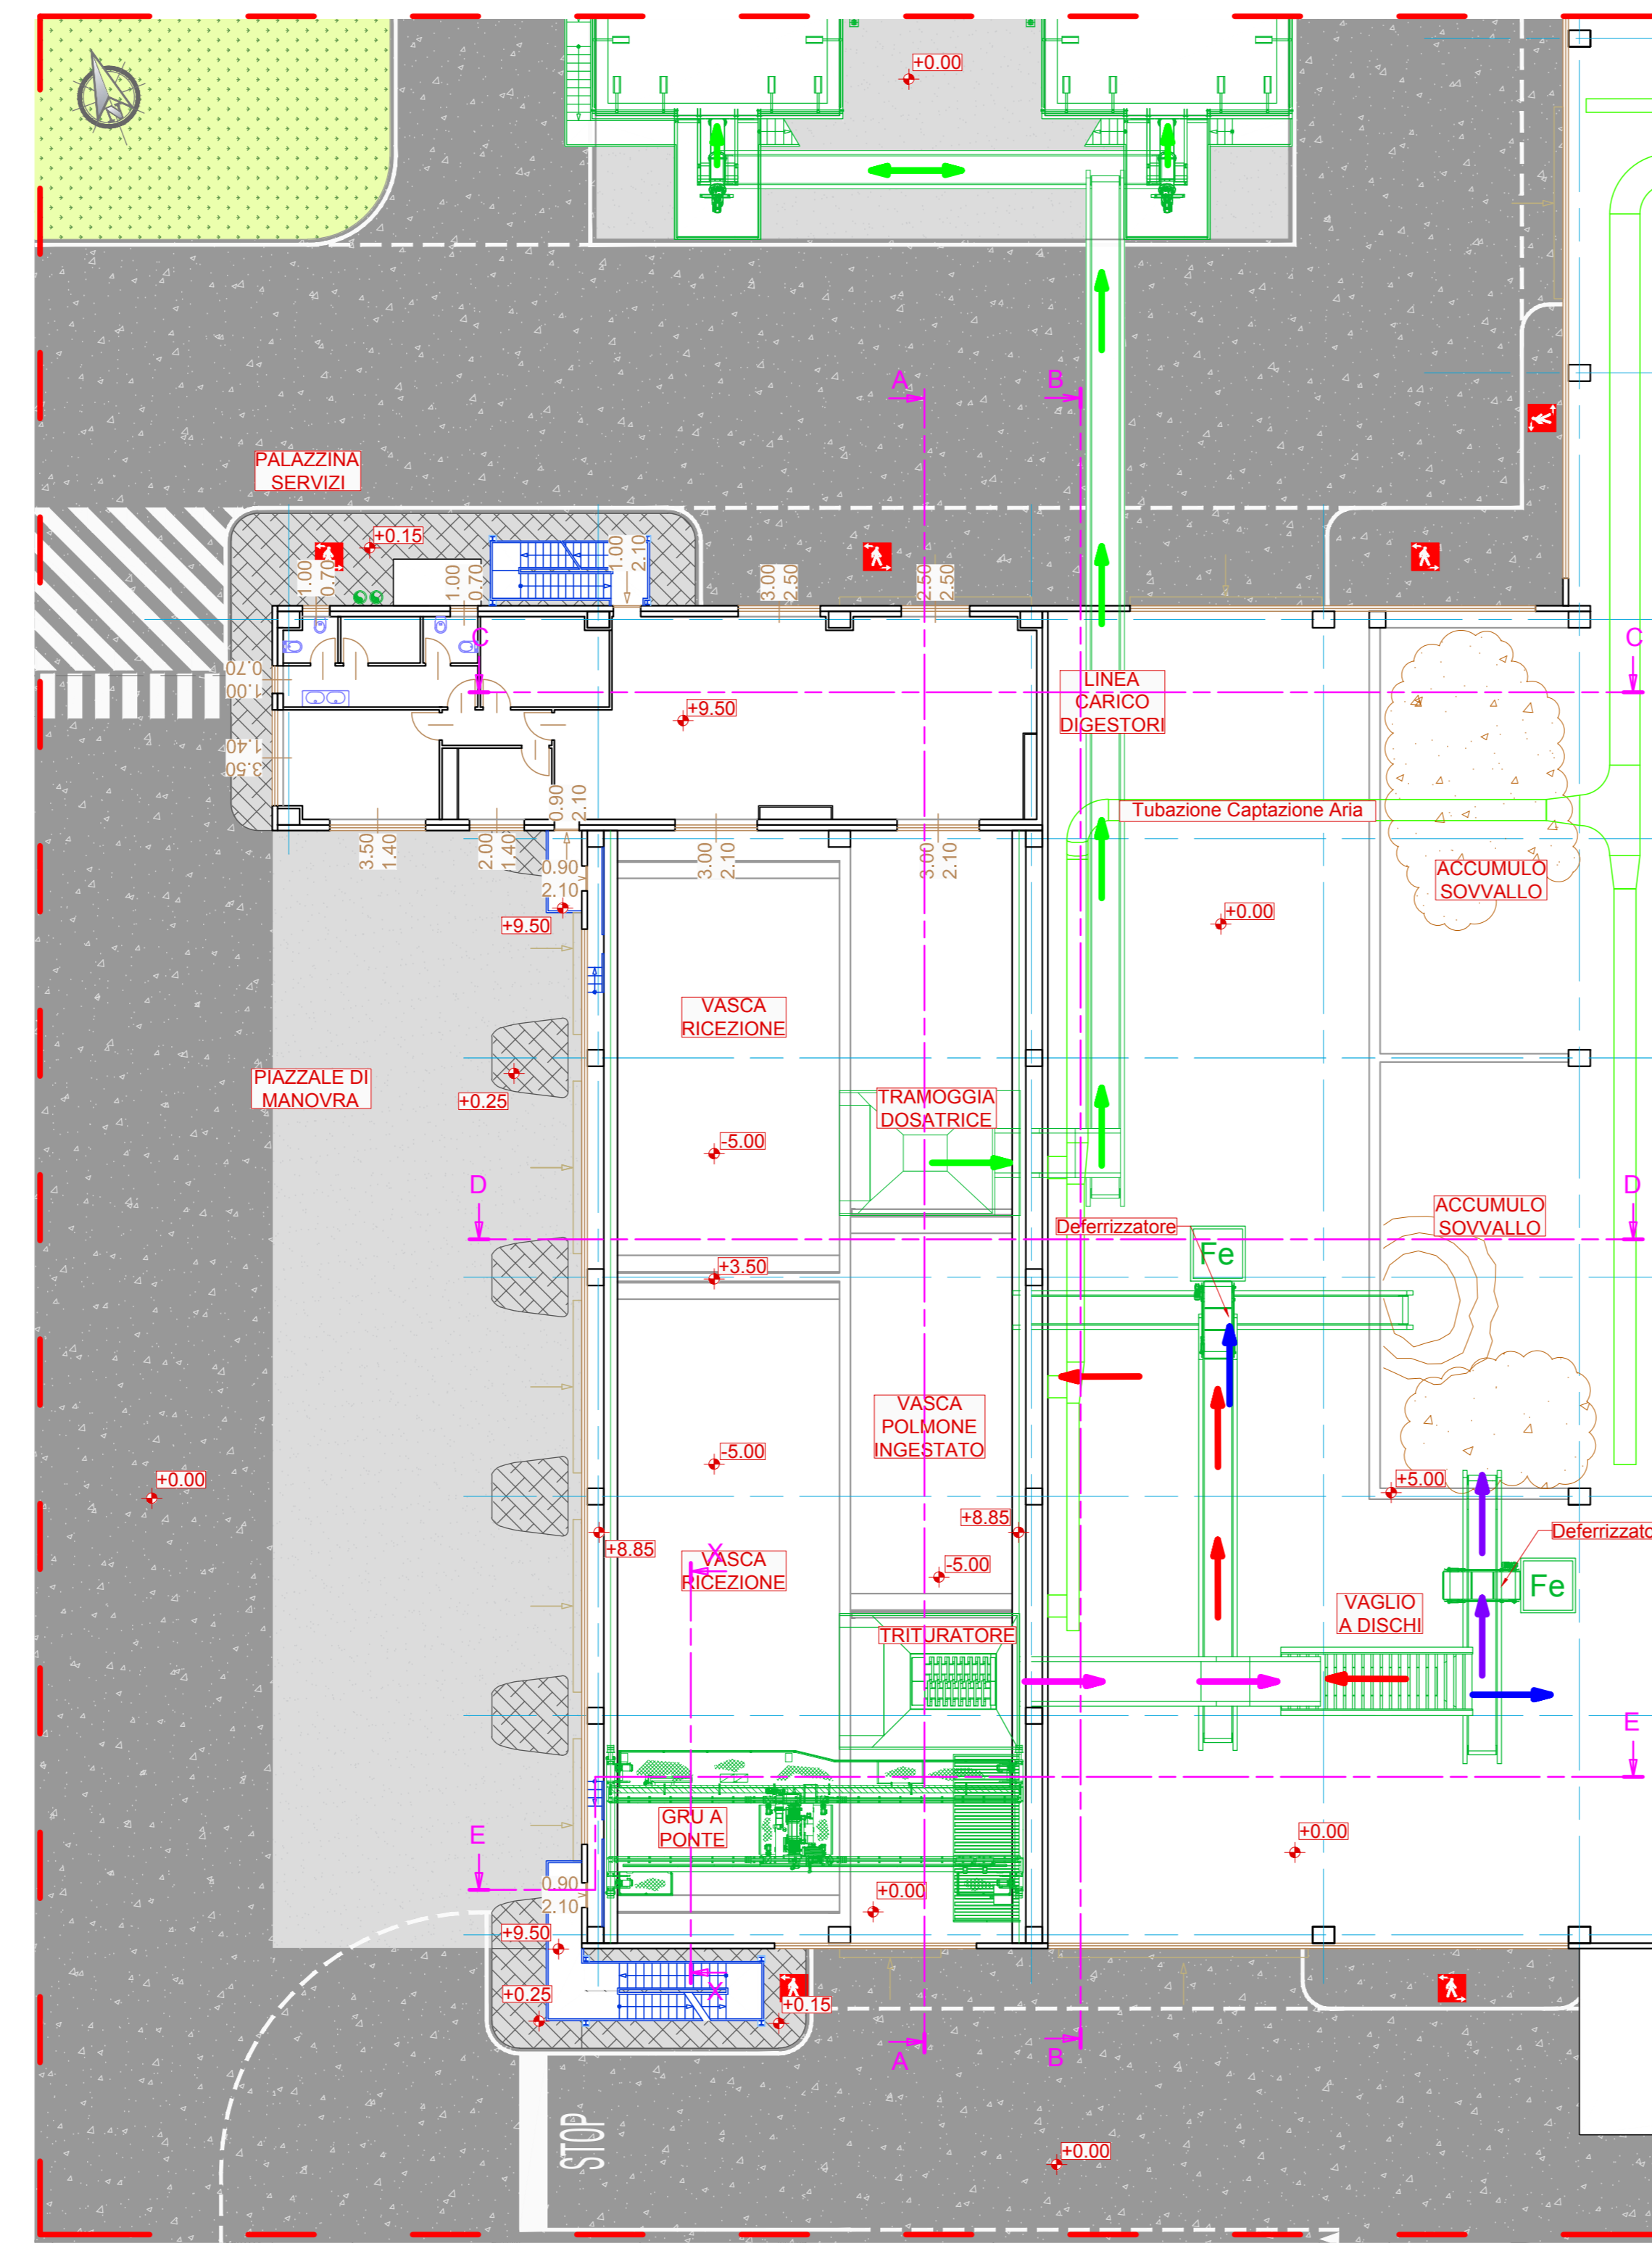 +0.00
A
B
PALAZZINA
SERVIZI
+0.15
1.00
0.70
1.00
0.70
1.00
2.10
3.00
2.50
2.50
2.50
C
C
0.70
1.00
LINEA
CARICO
DIGESTORI
+9.50
1.40
3.50
0.90
2.10
Tubazione Captazione Aria
3.50
1.40
2.00
1.40
3.00
2.10
3.00
2.10
0.90
2.10
ACCUMULO
SOVVALLO
+9.50
+0.00
VASCA
RICEZIONE
PIAZZALE DI
MANOVRA
+0.25
TRAMOGGIA
DOSATRICE
-5.00
D
D
ACCUMULO
SOVVALLO
Deferrizzatore
Fe
+3.50
VASCA
POLMONE
INGESTATO
-5.00
+0.00
+5.00
+8.85
+8.85
Deferrizzato
X
VASCA
RICEZIONE
-5.00
Fe
VAGLIO
A DISCHI
TRITURATORE
E
GRU A
PONTE
E
+0.00
0.90
2.10
+0.00
+9.50
X
+0.25
+0.15
A
B
STOP
+0.00